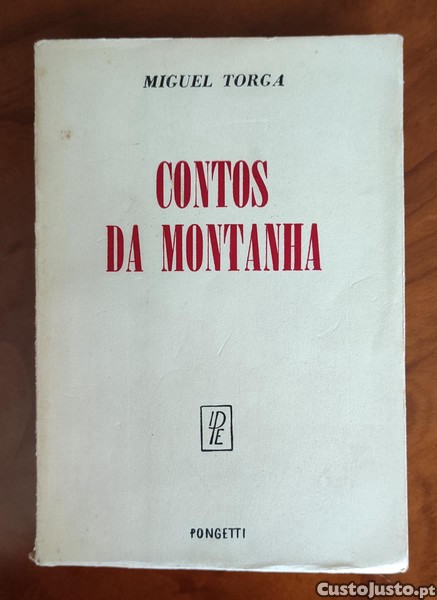 MIGUEL TORGA
CONTOS
DA MONTANHA
PONGETTI
CustoJusto.pt